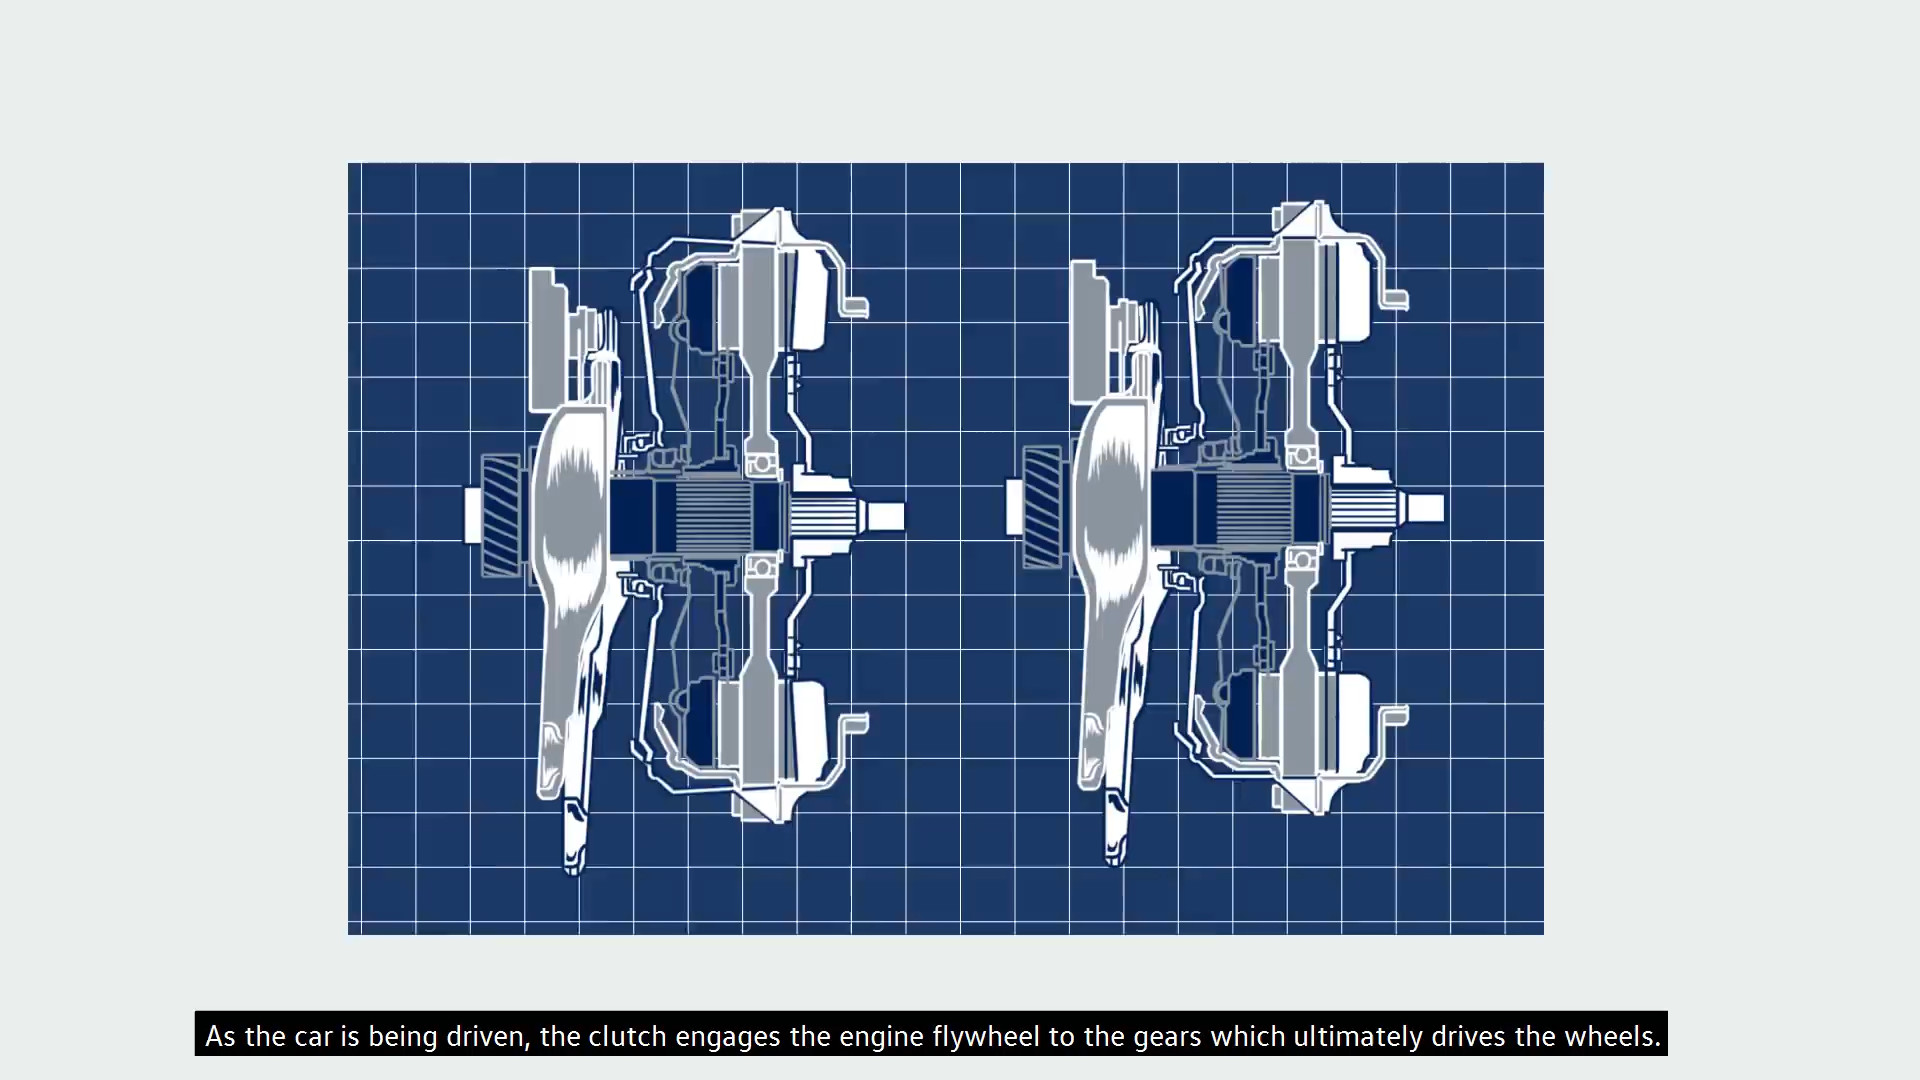 As the car is being driven, the clutch engages the engine flywheel to the gears which ultimately drives the wheels.